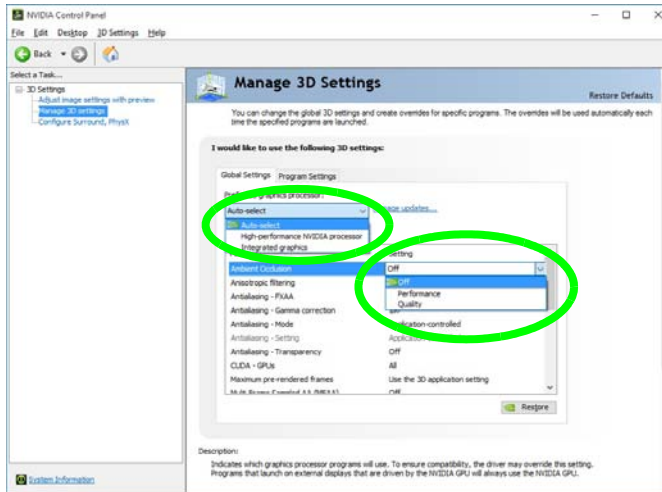 NVIDIA Control Panel
File Edit Desktop 3D Settings Help
Back
Select a Task...
3D Settings
Adjust image settings with preview
Manage 3D settings
Configure Surround, PhysX
System Information
Manage 3D Settings
Restore Defaults
You can change the global 3D settings and create overrides for specific programs. The overrides will be used automatically each
time the specified programs are launched.
I would like to use the following 3D settings:
Global Settings Program Settings
graphics processor:
Auto-select
updates...
Auto-select
High-performance NVIDIA processor
Integrated graphics
Setting
Ambient Occlusion Off
Off
Performance
Quality
Anisotropic filtering
Antialiasing - FXAA
Antialiasing - Gamma correction
Antialiasing - Mode
Antialiasing - Setting
Antialiasing - Transparency Off
CUDA - GPUs All
Maximum pre-rendered frames Use the 3D application setting
Restore
Description:
Indicates which graphics processor programs will use. To ensure compatibility, the driver may override this setting.
Programs that launch on external displays that are driven by the NVIDIA GPU will always use the NVIDIA GPU.